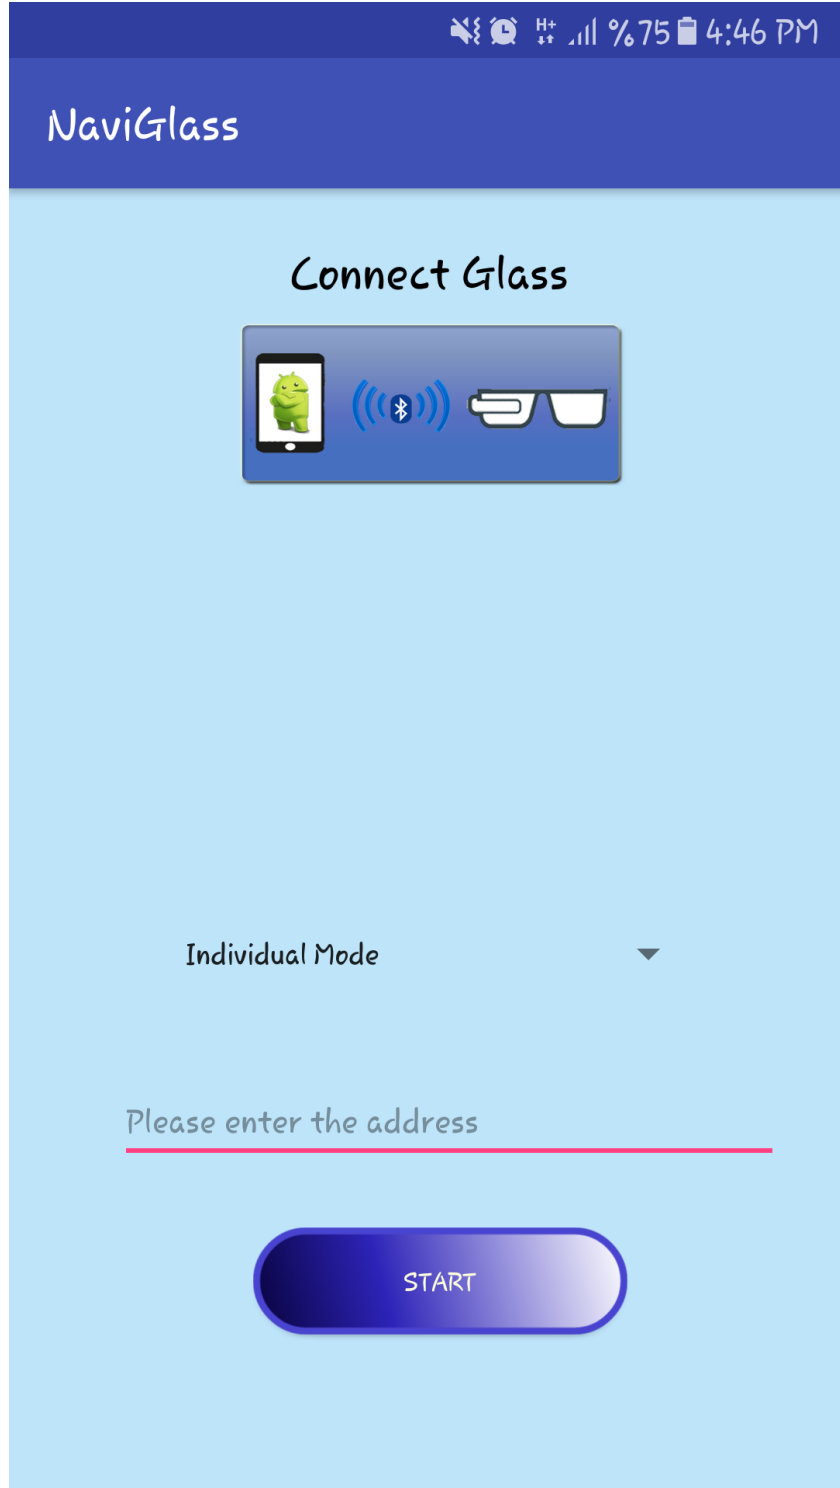 H+ %75 4:46 PM
NaviGlass
Connect Glass
Individual Mode
Please enter the address
START